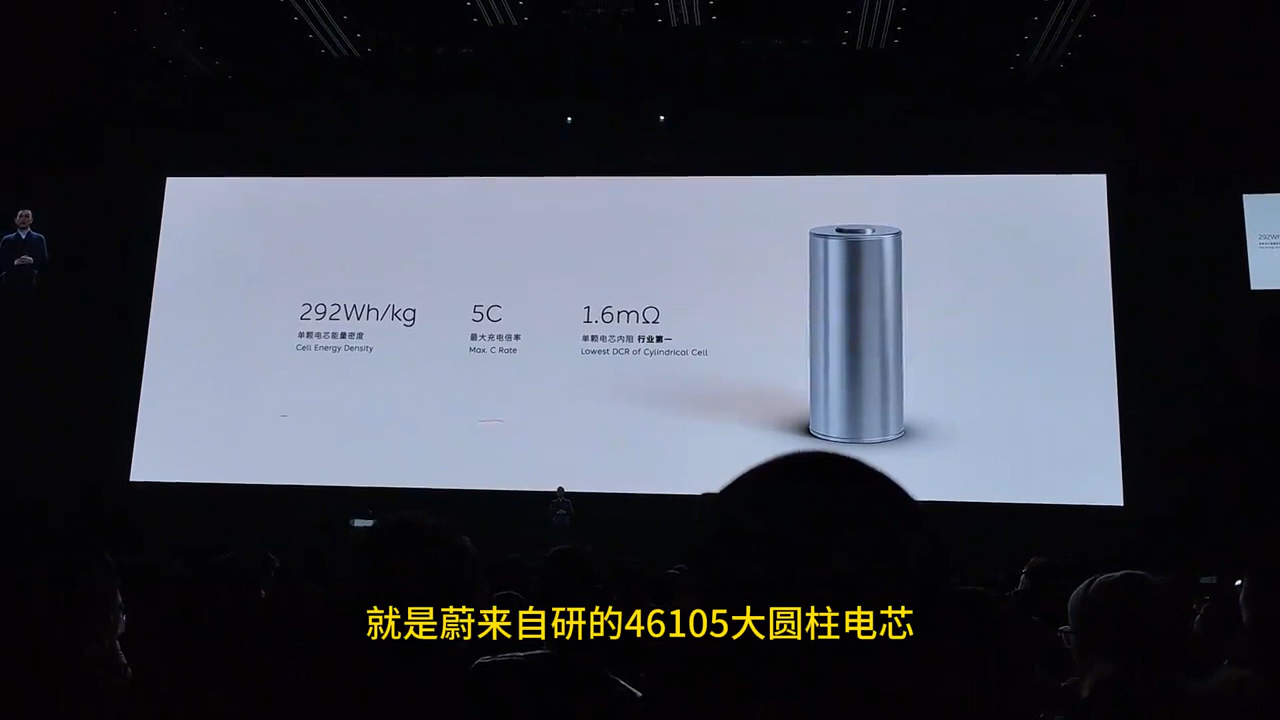 292Wh/kg
单颗电芯能量密度
Cell Energy Density
5C
最大充电倍率
Max. C Rate
1.6mΩ
单颗电芯内阻 行业第一
Lowest DCR of Cylindrical Cell
292Wh
就是蔚来自研的46105大圆柱电芯